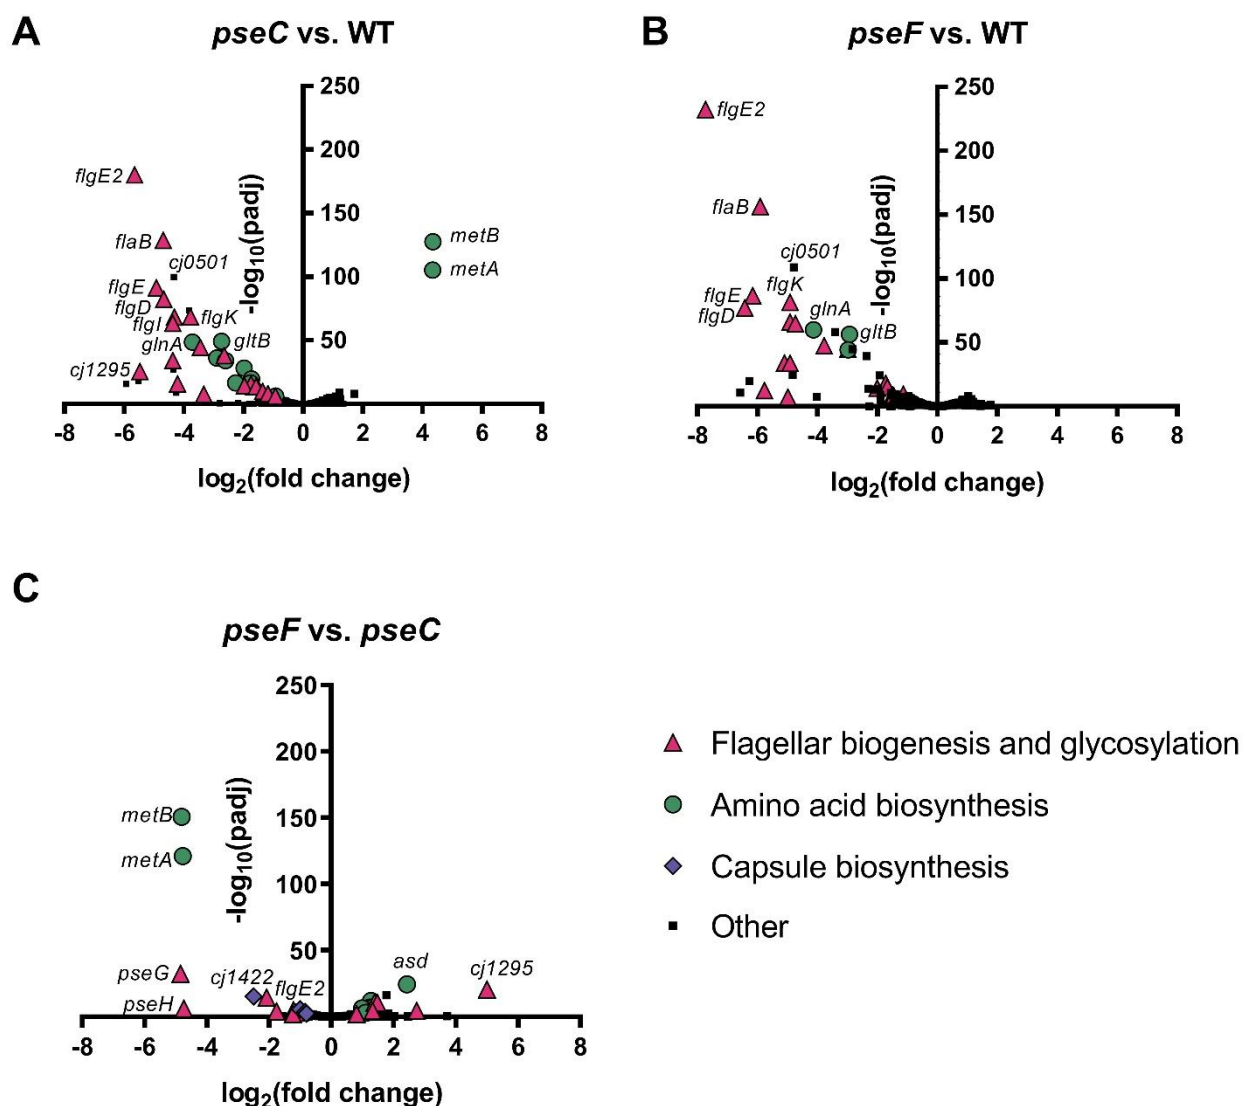 A
pseC vs. WT
250
200
150
100
50
-log10(padj)
flgE2
flaB
cj0501
flgE
flgD
flgI
flgK
glnA
gltB
cj1295
metB
metA
-8 -6 -4 -2 0 2 4 6 8
log2(fold change)
B
pseF vs. WT
250
200
150
100
50
-log10(padj)
flgE2
flaB
cj0501
flgK
flgE
flgD
glnA
gltB
-8 -6 -4 -2 0 2 4 6 8
log2(fold change)
C
pseF vs. pseC
250
200
150
100
50
-log10(padj)
metB
metA
pseG
pseH
cj1422
flgE2
asd
cj1295
-8 -6 -4 -2 0 2 4 6 8
log2(fold change)
Flagellar biogenesis and glycosylation
Amino acid biosynthesis
Capsule biosynthesis
Other